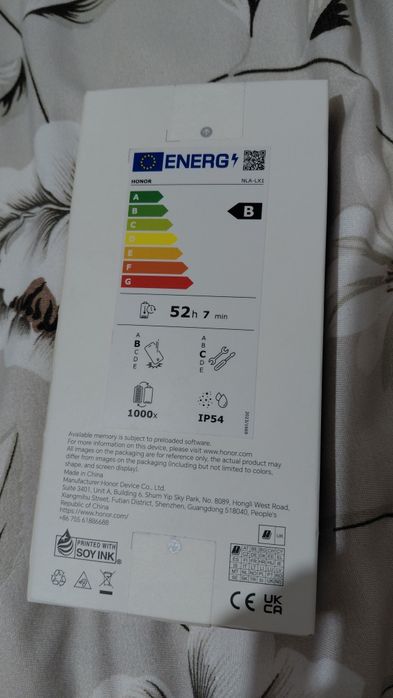 ENERG
HONOR NLA-LX1
A
B
C
D
E
F
G
B
52h 7 min
A
B
C
D
E
A
B
C
D
E
1000x
IP54
2023/1669
Available memory is subject to preloaded software.
For more information on this device, please visit www.honor.com
All images on the packaging are for reference only, the actual product may
differ from images on the packaging (including but not limited to colors,
shape, and screen display).
Made in China
Manufacturer:Honor Device Co., Ltd.
Suite 3401, Unit A, Building 6, Shum Yip Sky Park, No. 8089, Hongli West Road,
Xiangmihu Street, Futian District, Shenzhen, Guangdong 518040, People's
Republic of China
https://www.honor.com/
+86 755 61886688
PRINTED WITH
SOY INK
UK
CE UK
CA